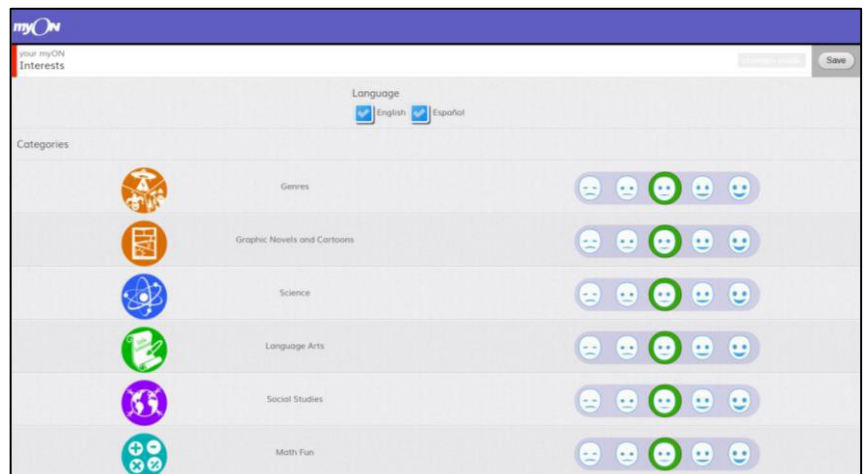 myON
your myON
Interests
Save
Language
English Español
Categories
Genres
Graphic Novels and Cartoons
Science
Language Arts
Social Studies
Math Fun